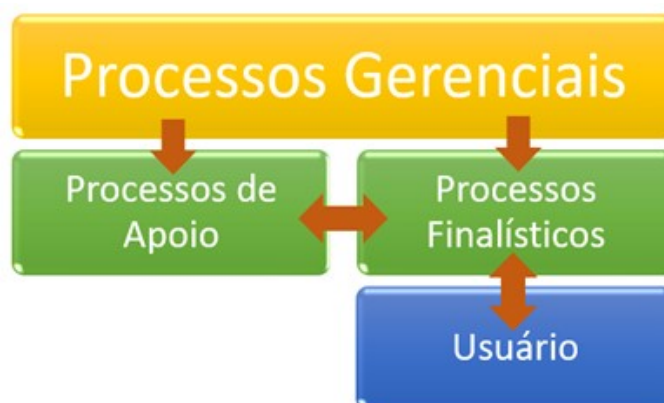 Processos Gerenciais
Processos de
Apoio
Processos
Finalísticos
Usuário